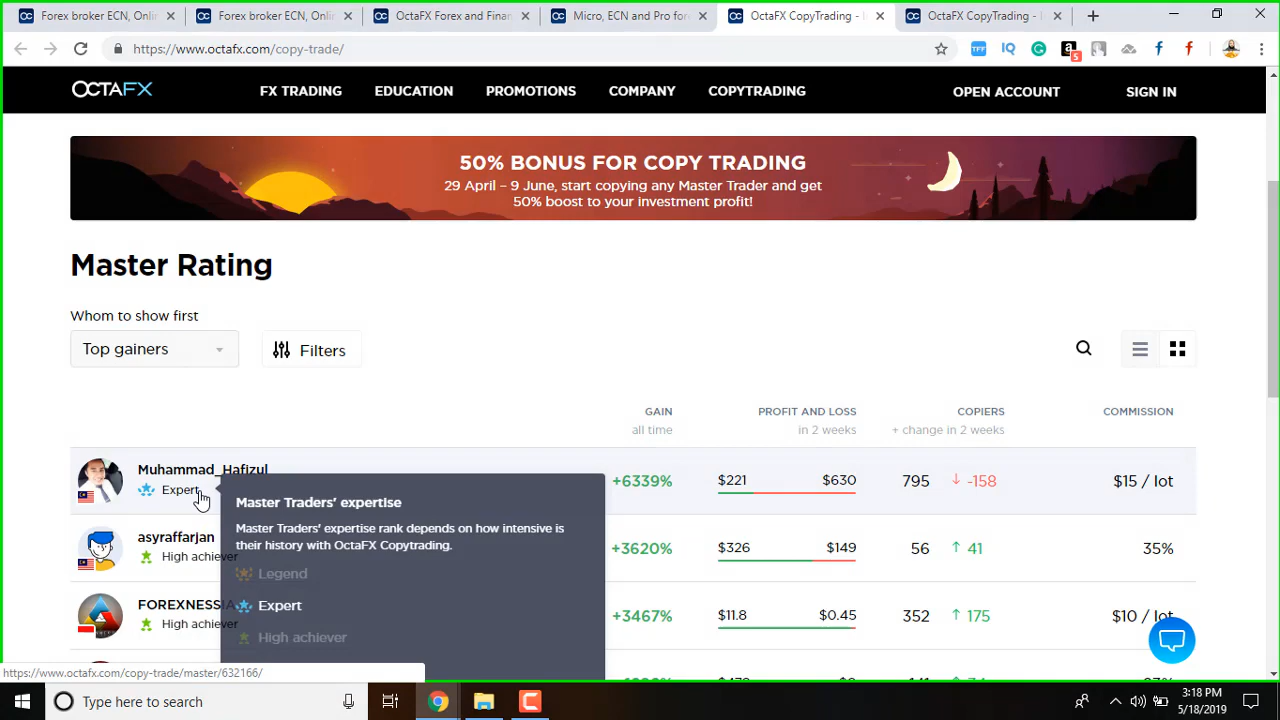 Forex broker ECN, Onlin
Forex broker ECN, Onlin
OctaFX Forex and Finan
Micro, ECN and Pro fore
OctaFX CopyTrading - I
OctaFX CopyTrading - I
https://www.octafx.com/copy-trade/
OCTAFX
FX TRADING
EDUCATION
PROMOTIONS
COMPANY
COPYTRADING
OPEN ACCOUNT
SIGN IN
50% BONUS FOR COPY TRADING
29 April – 9 June, start copying any Master Trader and get
50% boost to your investment profit!
Master Rating
Whom to show first
Top gainers
Filters
GAIN
all time
PROFIT AND LOSS
in 2 weeks
COPIERS
+ change in 2 weeks
COMMISSION
Muhammad_Hafizul
Expert
+6339%
$221
$630
795
-158
$15 / lot
asyraffarjan
High achiever
+3620%
$326
$149
56
41
35%
FOREXNESSIA
High achiever
+3467%
$11.8
$0.45
352
175
$10 / lot
Master Traders' expertise
Master Traders' expertise rank depends on how intensive is
their history with OctaFX Copytrading.
Legend
Expert
High achiever
https://www.octafx.com/copy-trade/master/632166/
Type here to search
3:18 PM
5/18/2019